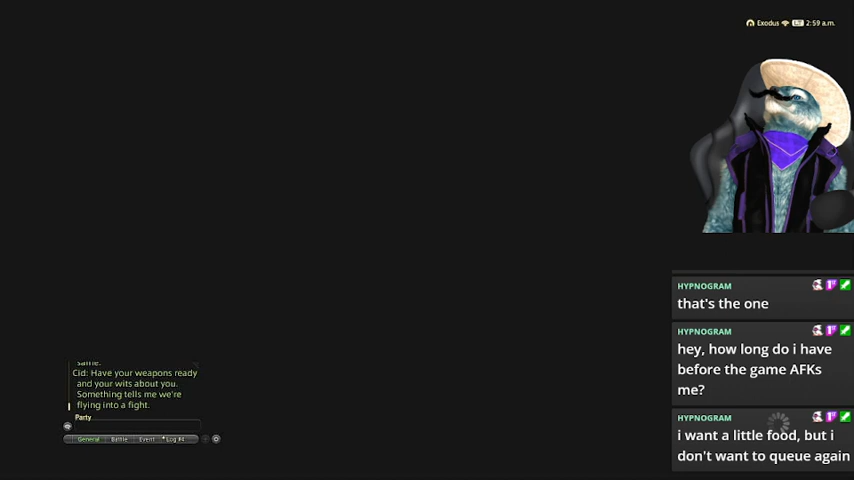 Exodus LT 2:59 a.m.
HYPNOGRAM
that's the one
HYPNOGRAM
hey, how long do i have
before the game AFKs
me?
HYPNOGRAM
i want a little food, but i
don't want to queue again
same.
Cid: Have your weapons ready
and your wits about you.
Something tells me we're
flying into a fight.
Party
General Battle Event Log #4